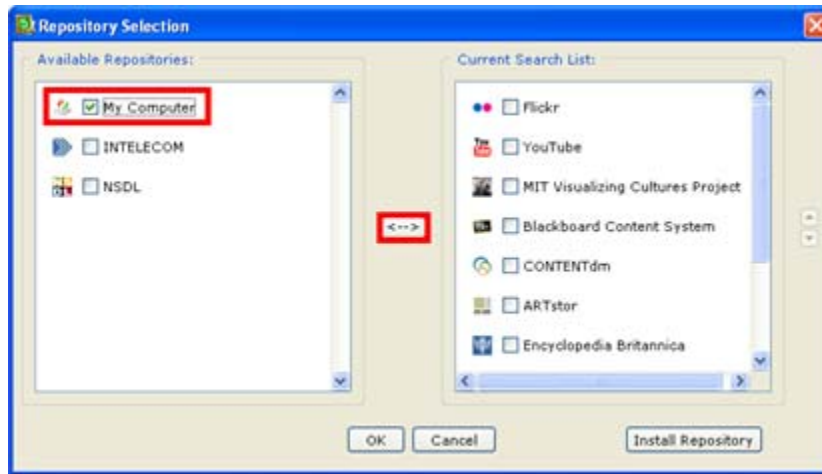 Repository Selection
Available Repositories:
My Computer
INTELECOM
NSDL
<-->
Current Search List:
Flickr
YouTube
MIT Visualizing Cultures Project
Blackboard Content System
CONTENTdm
ARTstor
Encyclopedia Britannica
OK
Cancel
Install Repository